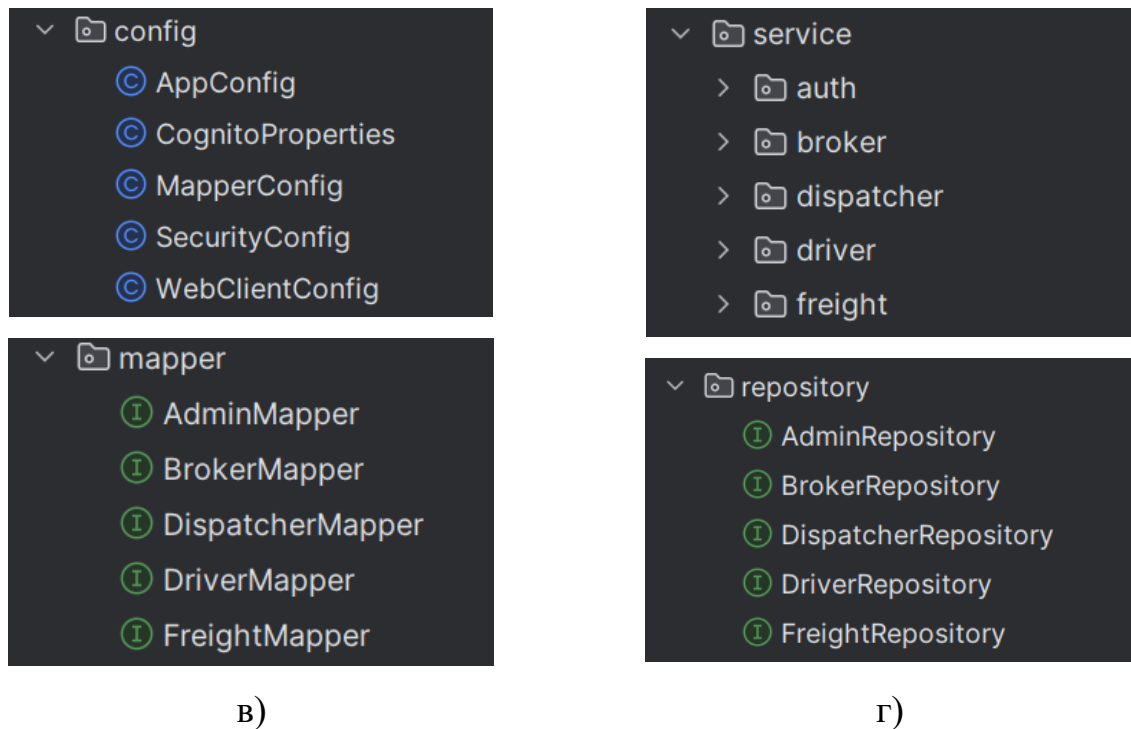 config
AppConfig
CognitoProperties
MapperConfig
SecurityConfig
WebClientConfig
mapper
AdminMapper
BrokerMapper
DispatcherMapper
DriverMapper
FreightMapper
в)
service
auth
broker
dispatcher
driver
freight
repository
AdminRepository
BrokerRepository
DispatcherRepository
DriverRepository
FreightRepository
г)